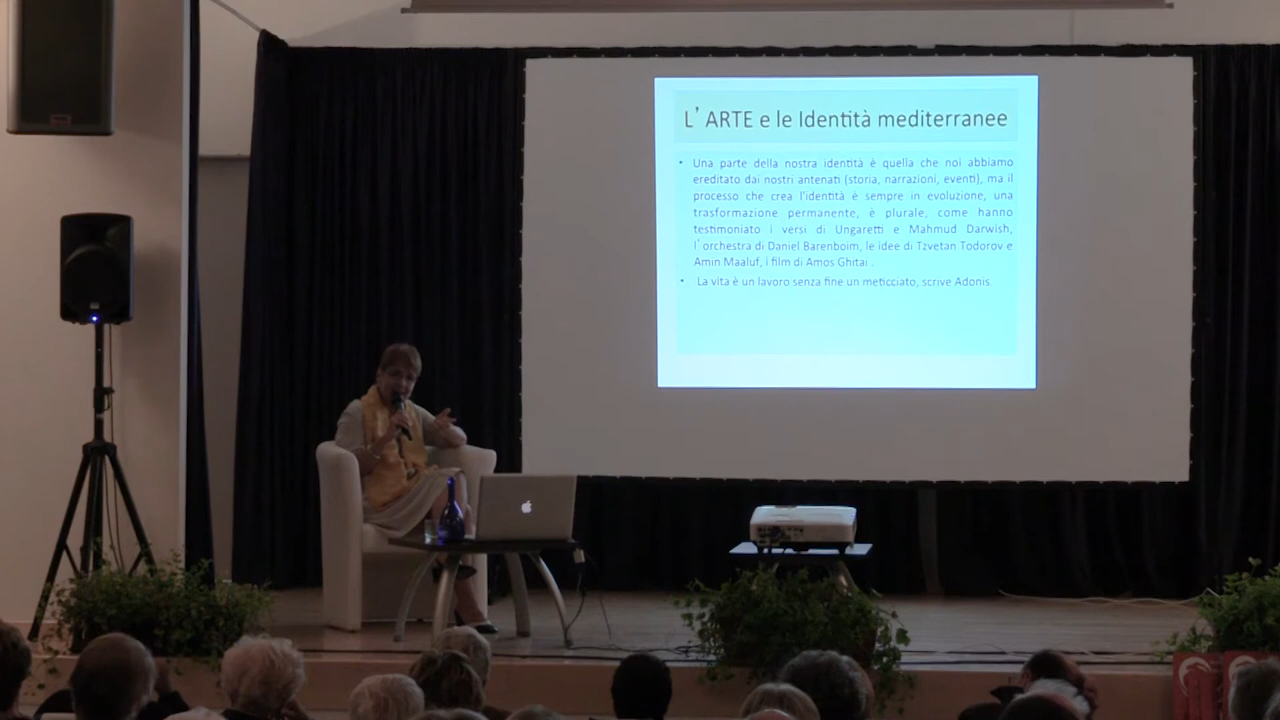 L' ARTE e le Identità mediterranee
• Una parte della nostra identità è quella che noi abbiamo
ereditato dai nostri antenati (storia, narrazioni, eventi), ma il
processo che crea l'identità è sempre in evoluzione, una
trasformazione permanente, è plurale, come hanno
testimoniato i versi di Ungaretti e Mahmud Darwish,
l' orchestra di Daniel Barenboim, le idee di Tzvetan Todorov e
Amin Maaluf, i film di Amos Ghitai .
• La vita è un lavoro senza fine un meticciato, scrive Adonis.